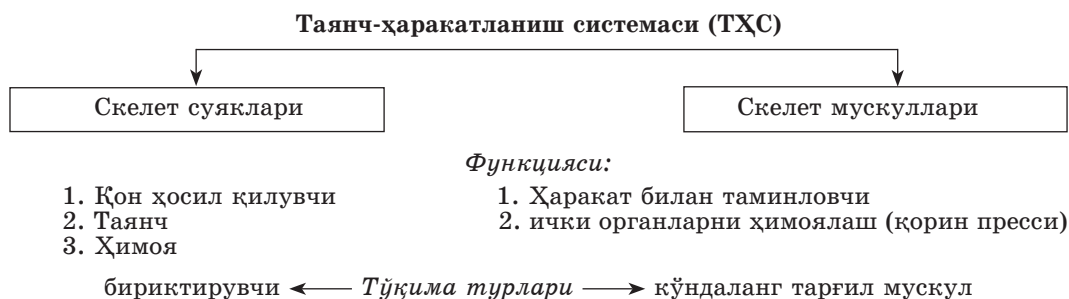 Таянч-ҳаракатланиш системаси (ТҲС)
Скелет суяклари
Скелет мускуллари
Функцияси:
1. Қон ҳосил қилувчи
2. Таянч
3. Ҳимоя
1. Ҳаракат билан таминловчи
2. ички органларни ҳимоялаш (қорин пресси)
бириктирувчи Тўқима турлари кўндаланг тарғил мускул